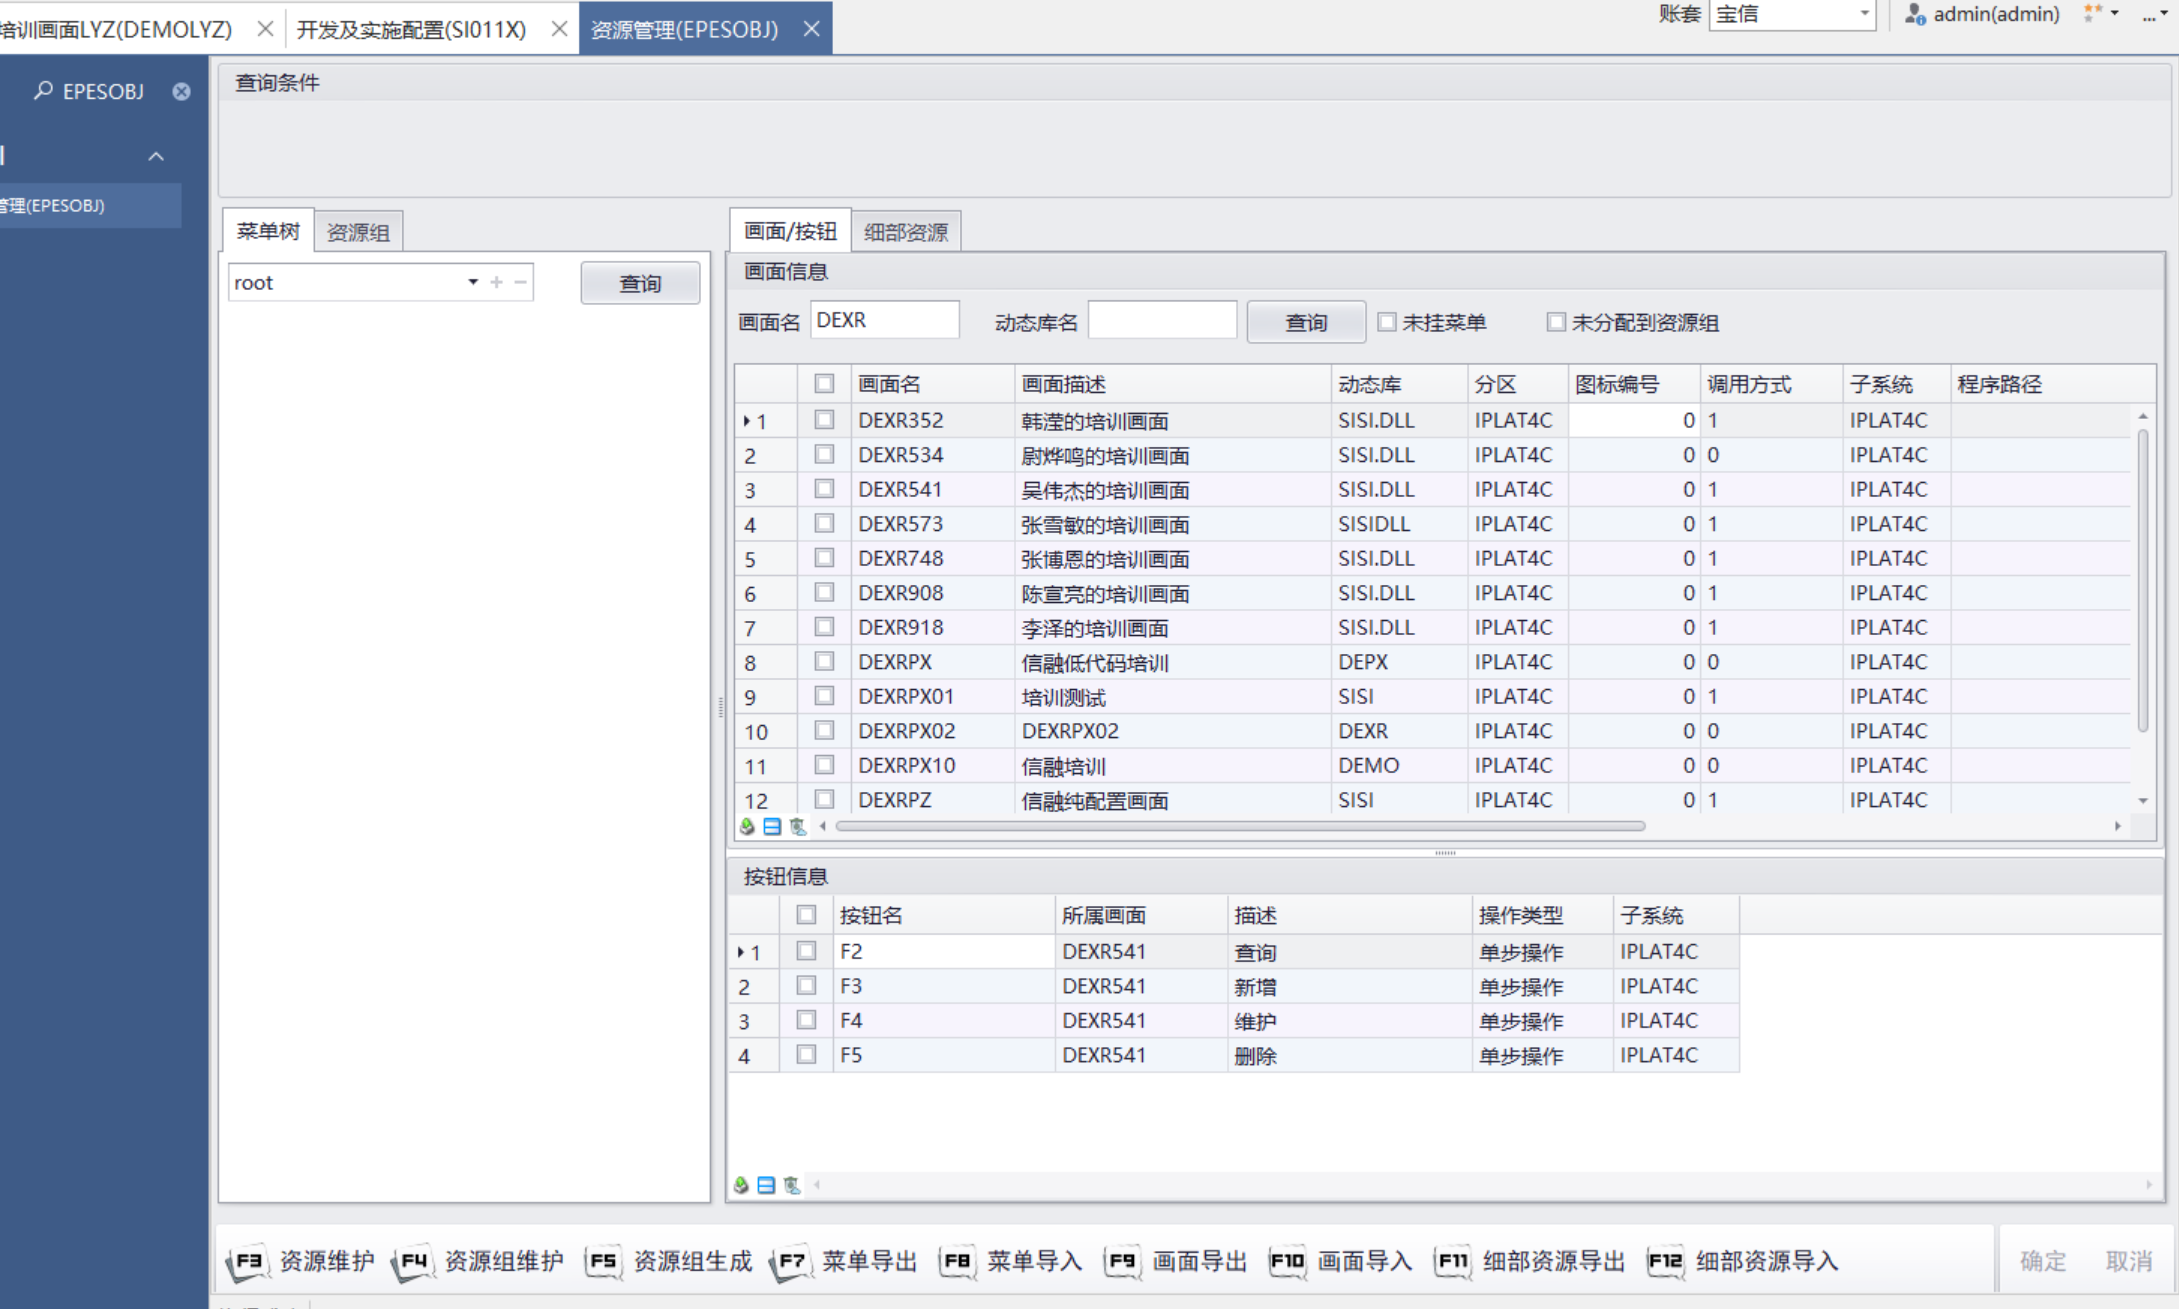 培训画面LYZ(DEMOLYZ) 开发及实施配置(SI011X) 资源管理(EPESOBJ) 账套 宝信 admin(admin) ...
EPESOBJ
管理(EPESOBJ)
查询条件
菜单树 资源组
root 查询
画面/按钮 细部资源
画面信息
画面名 DEXR 动态库名 查询 未挂菜单 未分配到资源组
画面名 画面描述 动态库 分区 图标编号 调用方式 子系统 程序路径
1 DEXR352 韩滢的培训画面 SISI.DLL IPLAT4C 0 1 IPLAT4C
2 DEXR534 尉烨鸣的培训画面 SISI.DLL IPLAT4C 0 0 IPLAT4C
3 DEXR541 吴伟杰的培训画面 SISI.DLL IPLAT4C 0 1 IPLAT4C
4 DEXR573 张雪敏的培训画面 SISIDLL IPLAT4C 0 1 IPLAT4C
5 DEXR748 张博恩的培训画面 SISI.DLL IPLAT4C 0 1 IPLAT4C
6 DEXR908 陈宣亮的培训画面 SISI.DLL IPLAT4C 0 1 IPLAT4C
7 DEXR918 李泽的培训画面 SISI.DLL IPLAT4C 0 1 IPLAT4C
8 DEXRPX 信融低代码培训 DEPX IPLAT4C 0 0 IPLAT4C
9 DEXRPX01 培训测试 SISI IPLAT4C 0 1 IPLAT4C
10 DEXRPX02 DEXRPX02 DEXR IPLAT4C 0 0 IPLAT4C
11 DEXRPX10 信融培训 DEMO IPLAT4C 0 0 IPLAT4C
12 DEXRPZ 信融纯配置画面 SISI IPLAT4C 0 1 IPLAT4C
按钮信息
按钮名 所属画面 描述 操作类型 子系统
1 F2 DEXR541 查询 单步操作 IPLAT4C
2 F3 DEXR541 新增 单步操作 IPLAT4C
3 F4 DEXR541 维护 单步操作 IPLAT4C
4 F5 DEXR541 删除 单步操作 IPLAT4C
F3 资源维护 F4 资源组维护 F5 资源组生成 F7 菜单导出 F8 菜单导入 F9 画面导出 F10 画面导入 F11 细部资源导出 F12 细部资源导入 确定 取消